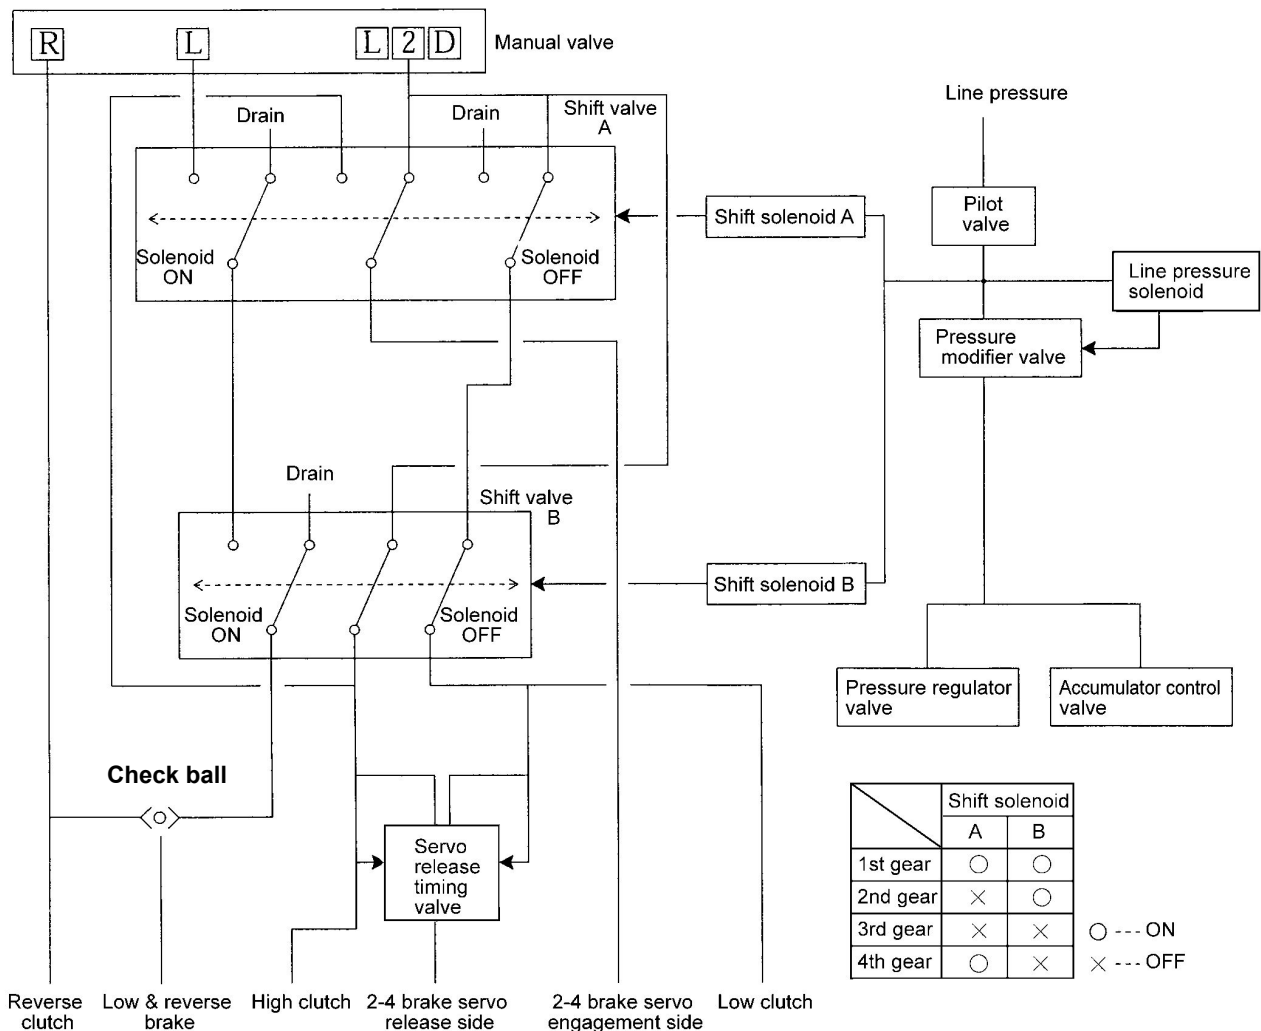 R L L 2 D Manual valve
Line pressure
Drain Drain Shift valve
A
Pilot
valve
Shift solenoid A
Solenoid
ON
Solenoid
OFF
Line pressure
solenoid
Pressure
modifier valve
Drain
Shift valve
B
Solenoid
ON
Solenoid
OFF
Shift solenoid B
Pressure regulator
valve
Accumulator control
valve
Check ball
Servo
release
timing
valve
Shift solenoid
A B
1st gear ○ ○
2nd gear × ○
3rd gear × ×
4th gear ○ ×
○ --- ON
× --- OFF
Reverse
clutch
Low & reverse
brake
High clutch
2-4 brake servo
release side
2-4 brake servo
engagement side
Low clutch